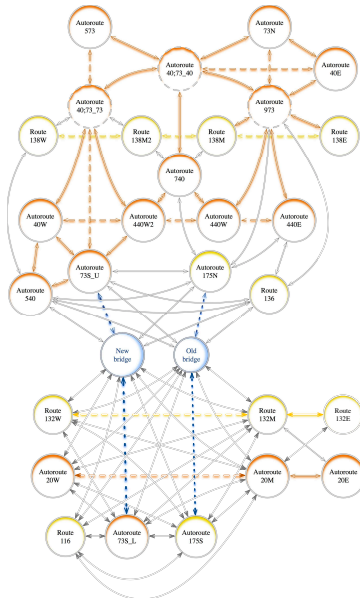 Autoroute
573
Autoroute
73N
Autoroute
40;73_40
Autoroute
40E
Autoroute
40;73_73
Autoroute
973
Route
138W
Route
138M2
Route
138M
Route
138E
Autoroute
740
Autoroute
40W
Autoroute
440W2
Autoroute
440W
Autoroute
440E
Autoroute
73S_U
Autoroute
175N
Autoroute
540
Route
136
New
bridge
Old
bridge
Route
132W
Route
132M
Route
132E
Autoroute
20W
Autoroute
20M
Autoroute
20E
Route
116
Autoroute
73S_L
Autoroute
175S